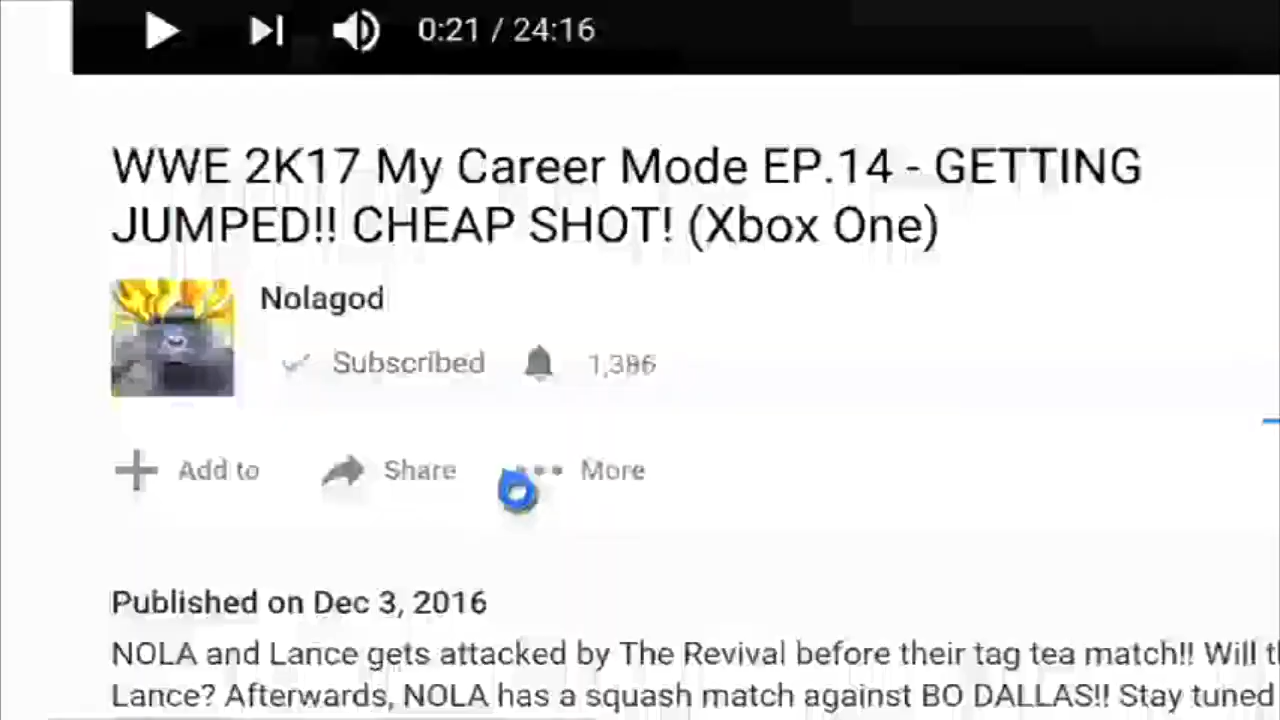 0:21 / 24:16
WWE 2K17 My Career Mode EP.14 - GETTING
JUMPED!! CHEAP SHOT! (Xbox One)
Nolagod
Subscribed 1,386
Add to Share More
Published on Dec 3, 2016
NOLA and Lance gets attacked by The Revival before their tag tea match!! Will
Lance? Afterwards, NOLA has a squash match against BO DALLAS!! Stay tuned